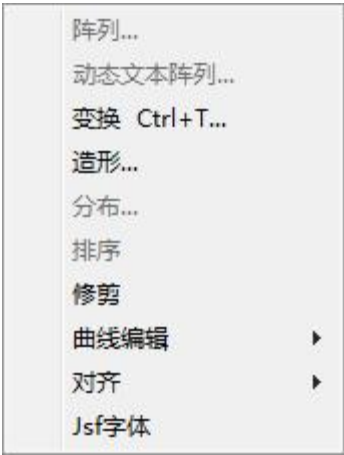 阵列...
动态文本阵列...
变换 Ctrl+T...
造形...
分布...
排序
修剪
曲线编辑
对齐
Jsf字体